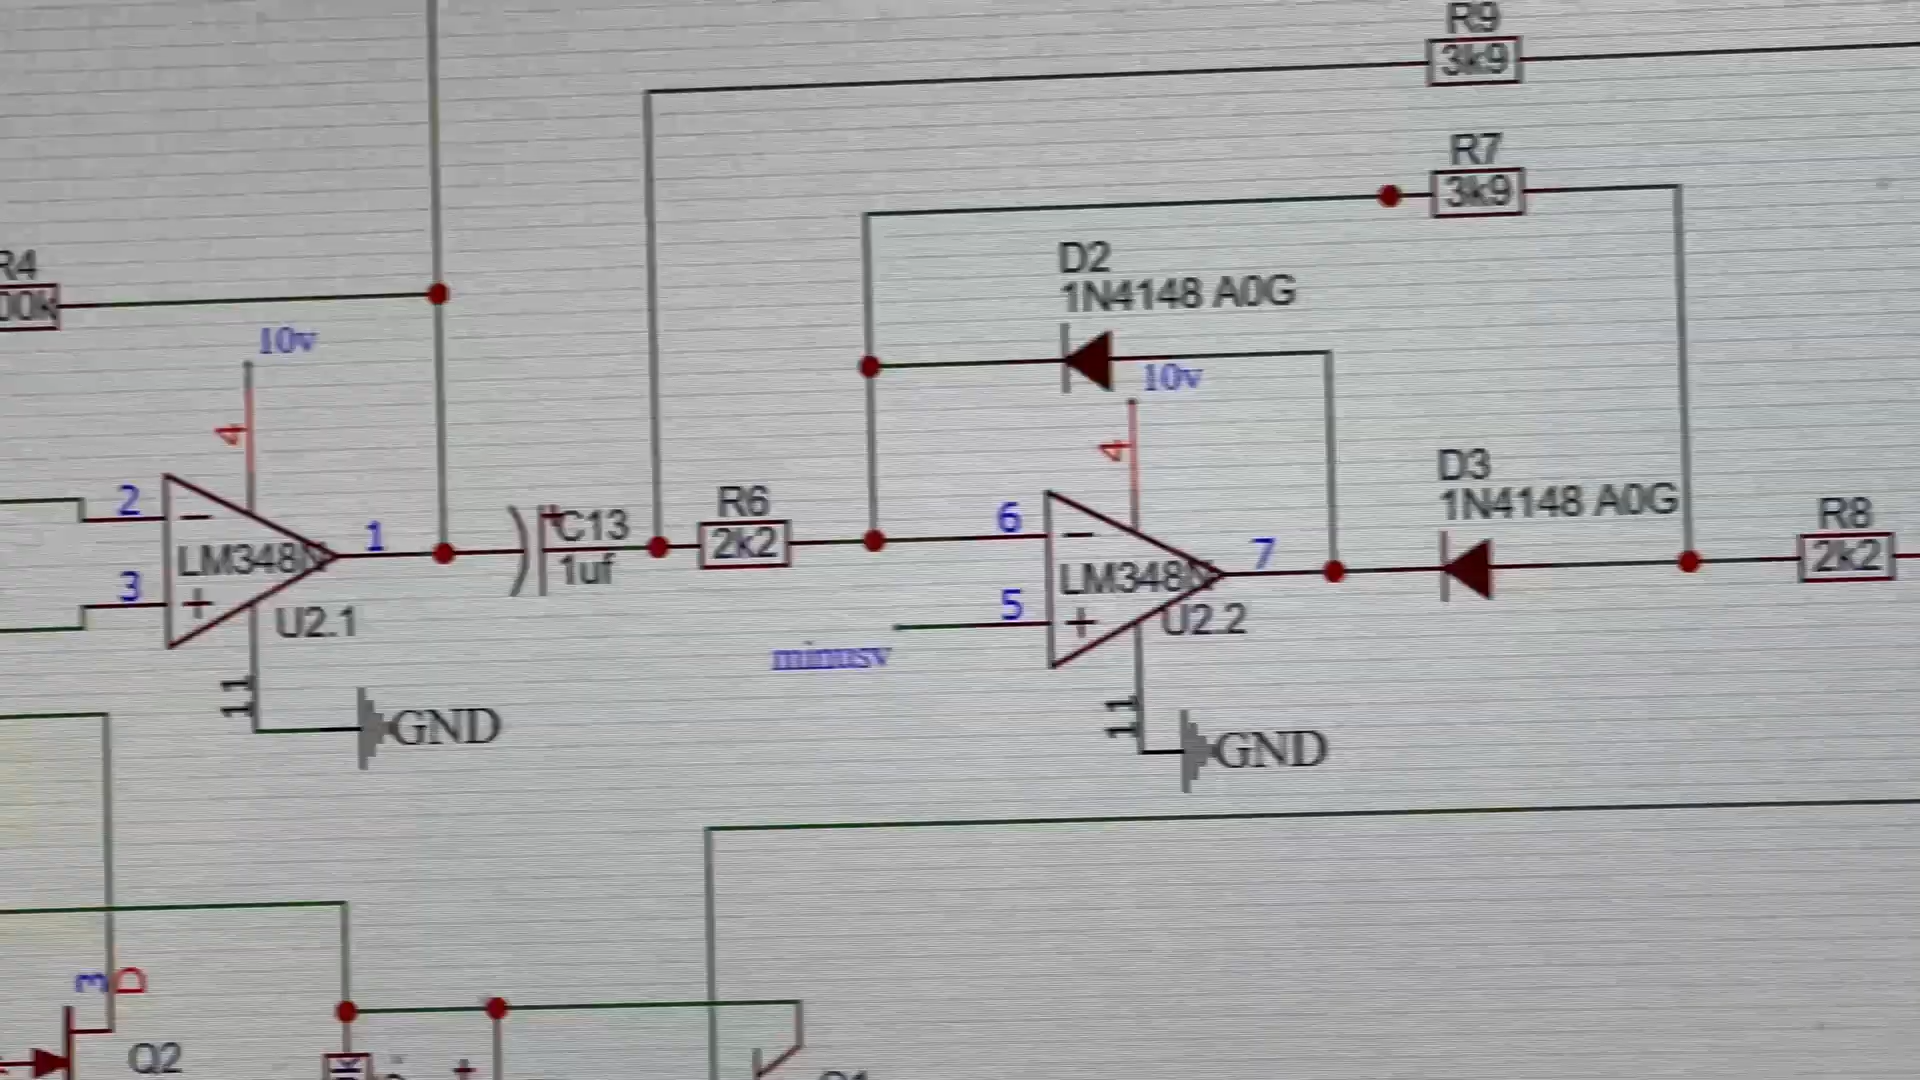 R9
3k9
R7
3k9
D2
1N4148 A0G
R4
00k
10v
10v
4
4
D3
1N4148 A0G
2
1
C13
1uf
R6
2k2
6
7
R8
2k2
LM348N
LM348N
3
5
U2.1
U2.2
11
11
GND
GND
3
D
Q2